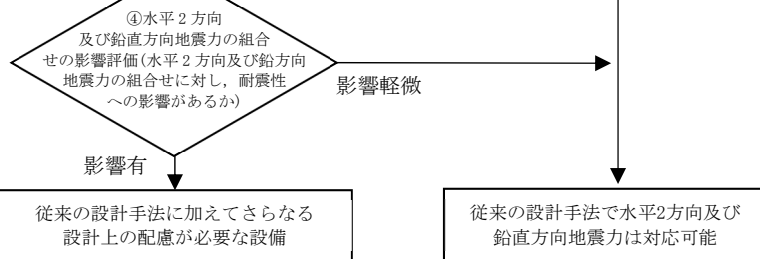 ④水平２方向
及び鉛直方向地震力の組合
せの影響評価(水平２方向及び鉛方向
地震力の組合せに対し，耐震性
への影響があるか)
影響軽微
影響有
従来の設計手法に加えてさらなる
設計上の配慮が必要な設備
従来の設計手法で水平2方向及び
鉛直方向地震力は対応可能